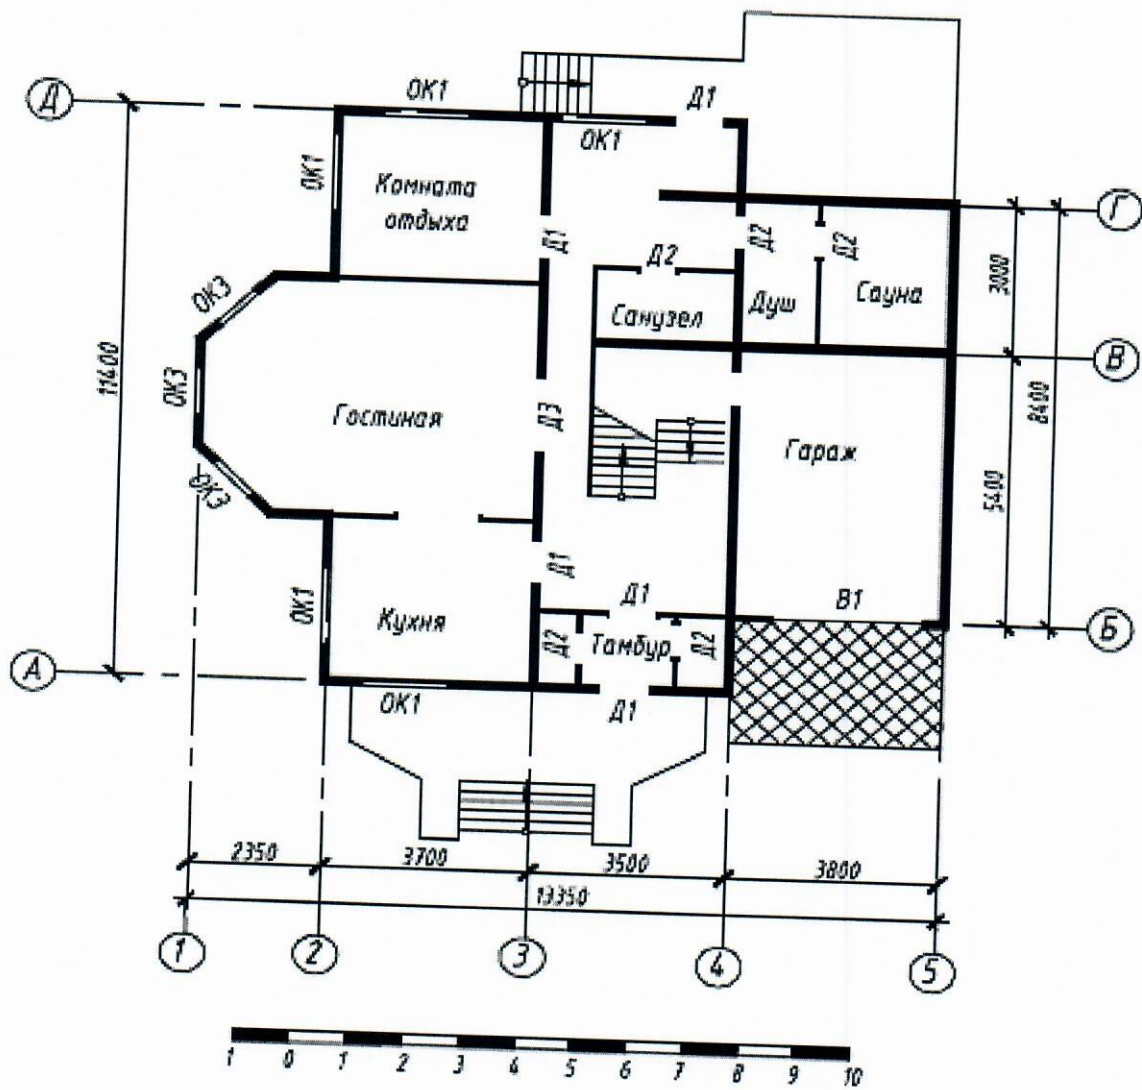 Д
ОК1
Д1
ОК1
ОК1
Комната
отдыха
Г
Д1
Д2
Д2
Д2
ОК3
Санузел
Душ
Сауна
3000
В
11400
ОК3
Гостиная
Д3
8400
Гараж
ОК3
5400
Д1
ОК1
Кухня
Д1
В1
Д2
Тамбур
Д2
Б
А
ОК1
Д1
2350
3700
3500
3800
13350
1
2
3
4
5
1 0 1 2 3 4 5 6 7 8 9 10